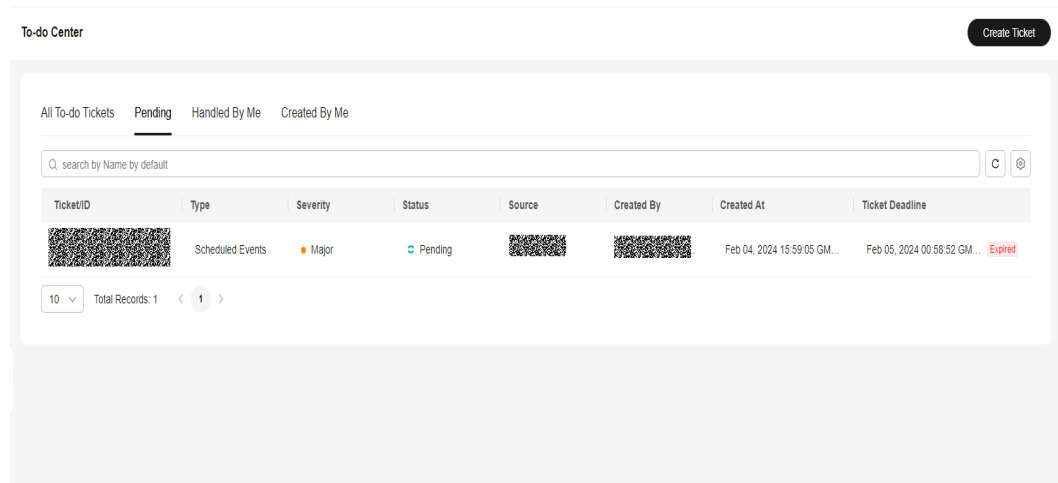 To-do Center
Create Ticket
All To-do Tickets Pending Handled By Me Created By Me
search by Name by default
Ticket/ID Type Severity Status Source Created By Created At Ticket Deadline
Scheduled Events Major Pending Feb 04, 2024 15:59:05 GM... Feb 05, 2024 00:58:52 GM... Expired
10 Total Records: 1 < 1 >